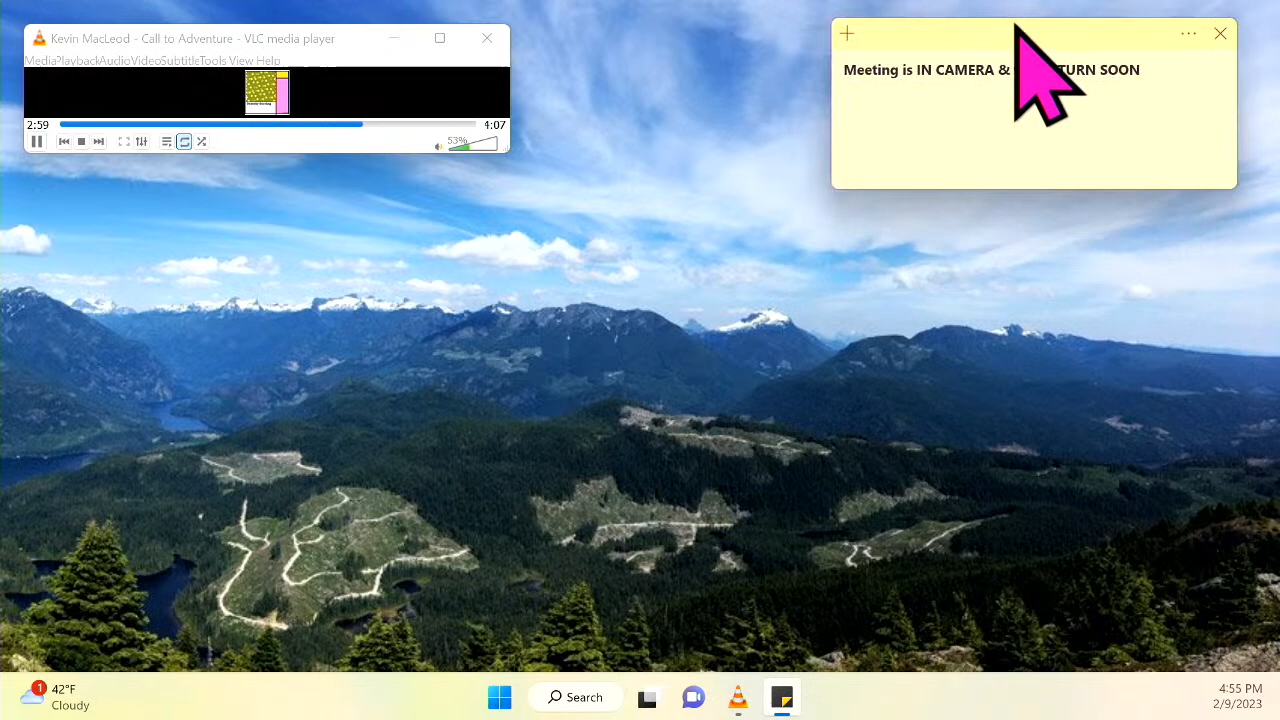 Kevin MacLeod - Call to Adventure - VLC media player
Media Playback Audio Video Subtitle Tools View Help
2:59
4:07
53%
Meeting is IN CAMERA & TURN SOON
1
42°F
Cloudy
Search
4:55 PM
2/9/2023